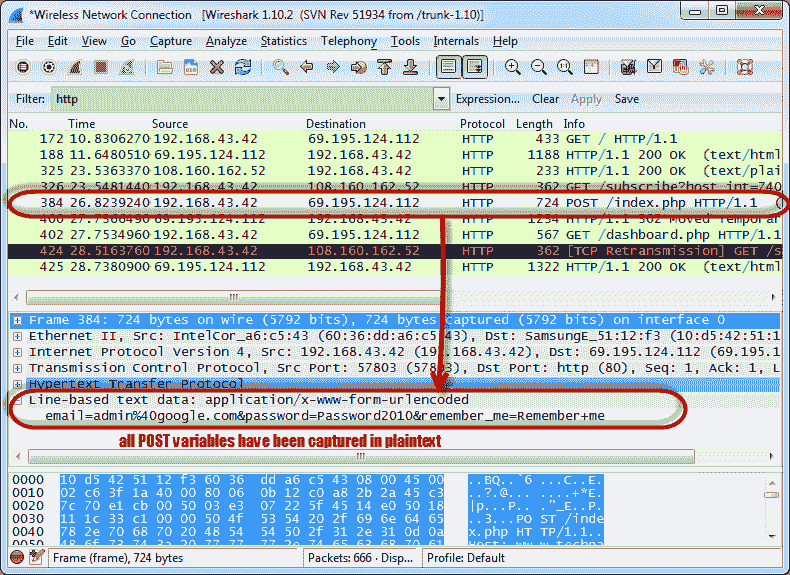 *Wireless Network Connection [Wireshark 1.10.2 (SVN Rev 51934 from /trunk-1.10)]
File Edit View Go Capture Analyze Statistics Telephony Tools Internals Help
Filter: http Expression... Clear Apply Save
No. Time Source Destination Protocol Length Info
172 10.8306270 192.168.43.42 69.195.124.112 HTTP 433 GET / HTTP/1.1
188 11.6480510 69.195.124.112 192.168.43.42 HTTP 1188 HTTP/1.1 200 OK (text/html
325 23.5363370 108.160.162.52 192.168.43.42 HTTP 233 HTTP/1.1 200 OK (text/plai
326 23.5481440 192.168.43.42 108.160.162.52 HTTP 362 GET /subscribe?host_int=740
384 26.8239240 192.168.43.42 69.195.124.112 HTTP 724 POST /index.php HTTP/1.1 (
400 27.7366490 69.195.124.112 192.168.43.42 HTTP 1254 HTTP/1.1 302 Moved Temporar
402 27.7534960 192.168.43.42 69.195.124.112 HTTP 567 GET /dashboard.php HTTP/1.1
424 28.5163760 192.168.43.42 108.160.162.52 HTTP 362 [TCP Retransmission] GET /s
425 28.7380900 69.195.124.112 192.168.43.42 HTTP 1322 HTTP/1.1 200 OK (text/html
Frame 384: 724 bytes on wire (5792 bits), 724 bytes captured (5792 bits) on interface 0
Ethernet II, Src: IntelCor_a6:c5:43 (60:36:dd:a6:c5:43), Dst: SamsungE_51:12:f3 (10:d5:42:51:1
Internet Protocol Version 4, Src: 192.168.43.42 (192.168.43.42), Dst: 69.195.124.112 (69.195.1
Transmission Control Protocol, Src Port: 57803 (57803), Dst Port: http (80), Seq: 1, Ack: 1, L
Hypertext Transfer Protocol
Line-based text data: application/x-www-form-urlencoded
email=admin%40google.com&password=Password2010&remember_me=Remember+me
all POST variables have been captured in plaintext
0000 10 d5 42 51 12 f3 60 36 dd a6 c5 43 08 00 45 00 ..BQ..`6 ...C..E.
0010 02 c6 3f 1a 40 00 80 06 0b 12 c0 a8 2b 2a 45 c3 ..?.@... ....+*E.
0020 7c 70 e1 cb 00 50 03 e3 07 22 5f 45 14 e0 50 18 |p...P.. ."_E..P.
0030 11 1c 33 c1 00 00 50 4f 53 54 20 2f 69 6e 64 65 ..3...PO ST /inde
0040 78 2e 70 68 70 20 48 54 54 50 2f 31 2e 31 0d 0a x.php HT TP/1.1..
Frame (frame), 724 bytes Packets: 666 · Disp... Profile: Default